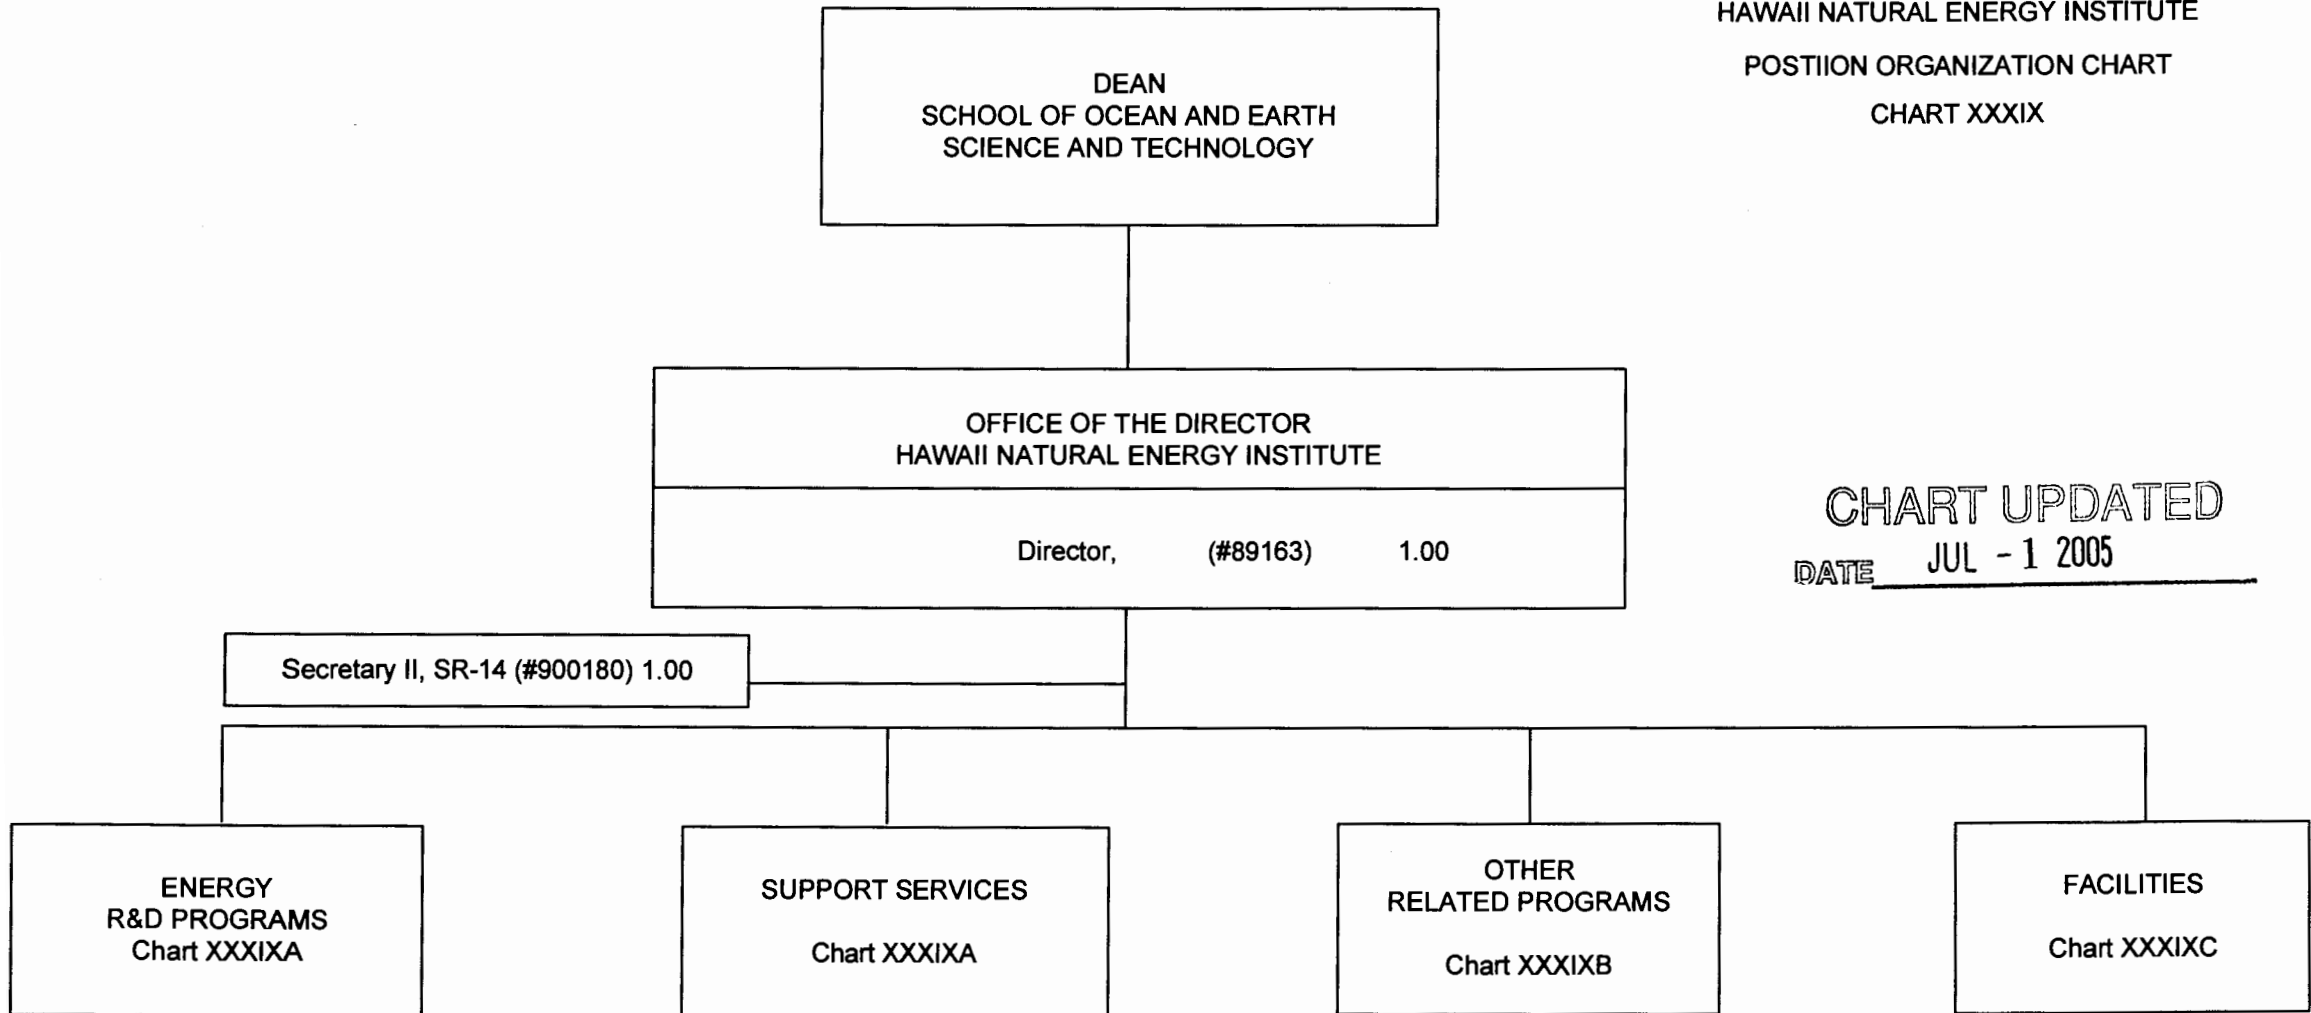 HAWAII NATURAL ENERGY INSTITUTE
POSTIION ORGANIZATION CHART
CHART XXXIX
DEAN
SCHOOL OF OCEAN AND EARTH
SCIENCE AND TECHNOLOGY
OFFICE OF THE DIRECTOR
HAWAII NATURAL ENERGY INSTITUTE
Director, (#89163) 1.00
CHART UPDATED
DATE JUL - 1 2005
Secretary II, SR-14 (#900180) 1.00
ENERGY
R&D PROGRAMS
Chart XXXIXA
SUPPORT SERVICES
Chart XXXIXA
OTHER
RELATED PROGRAMS
Chart XXXIXB
FACILITIES
Chart XXXIXC